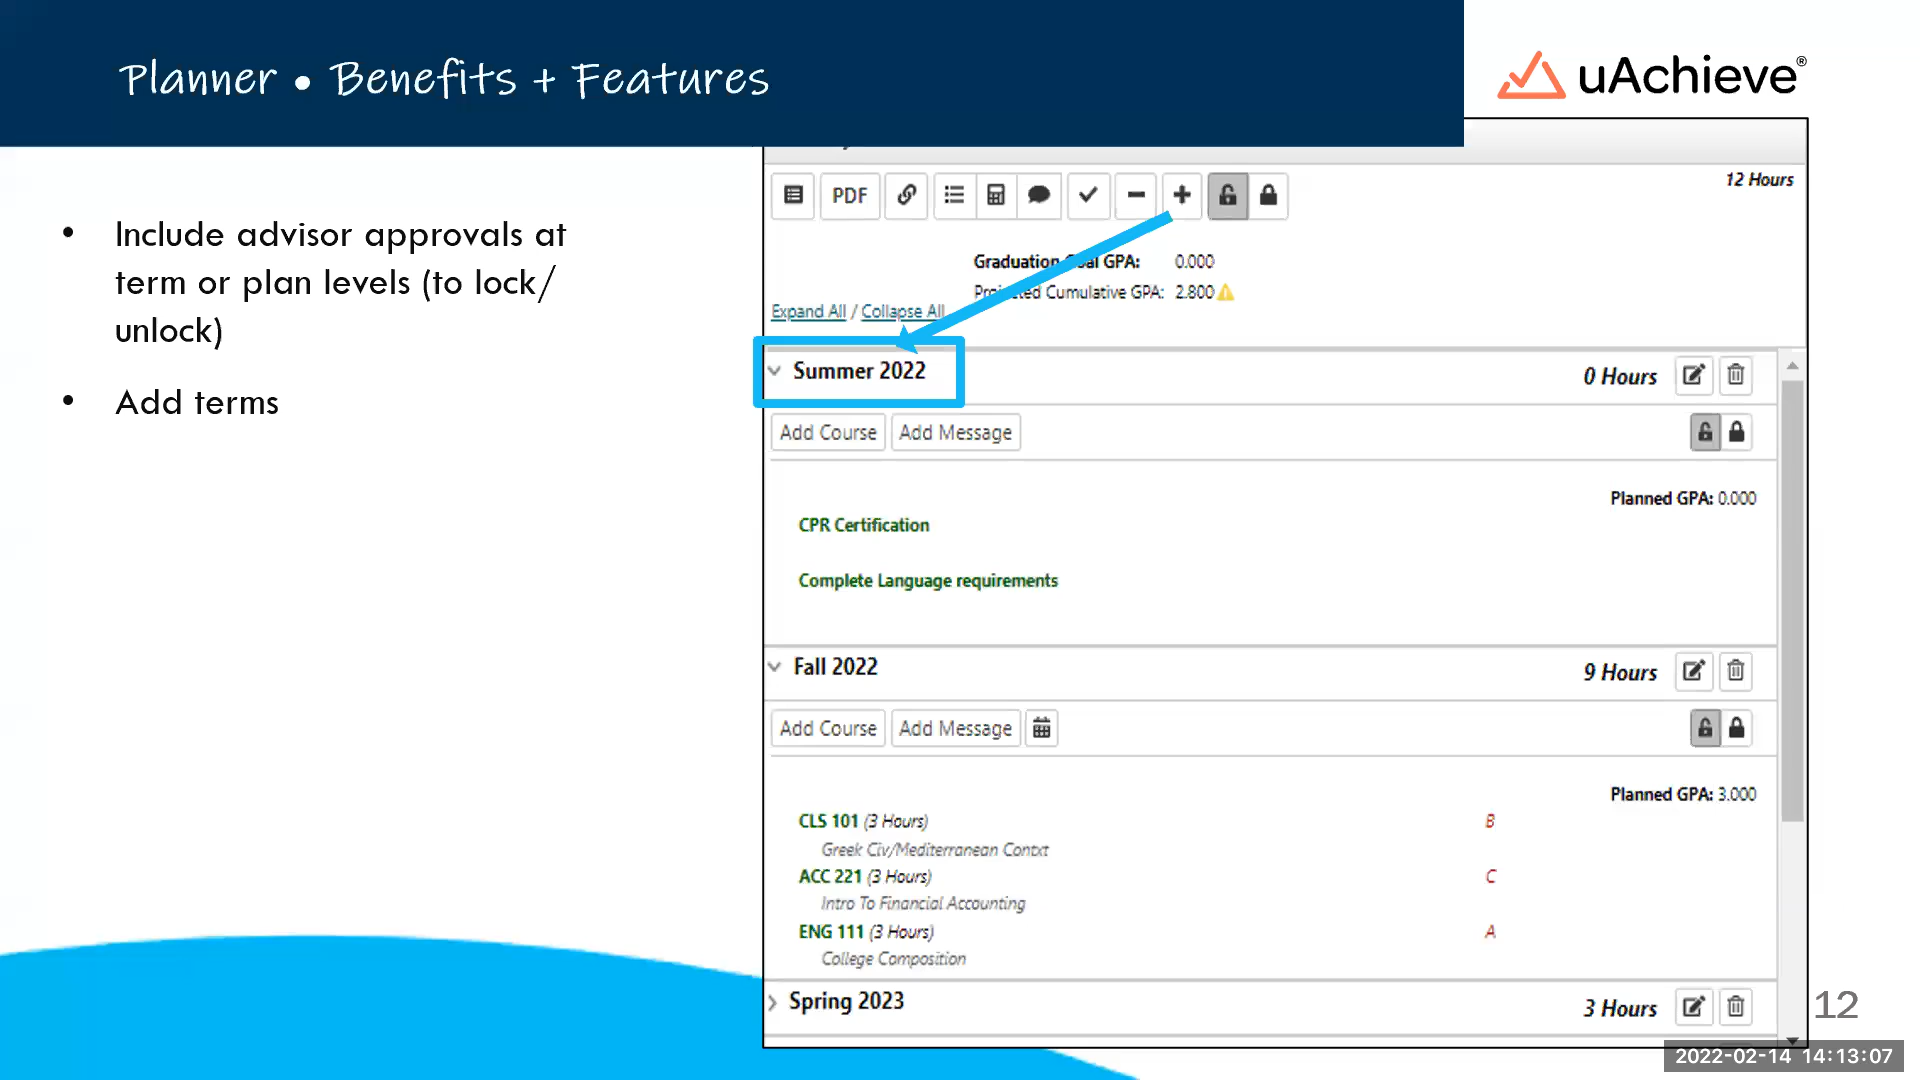 Planner • Benefits + Features
uAchieve®
• Include advisor approvals at
term or plan levels (to lock/
unlock)
• Add terms
PDF
12 Hours
Graduation Goal GPA: 0.000
Projected Cumulative GPA: 2.800
Expand All / Collapse All
Summer 2022
0 Hours
Add Course
Add Message
Planned GPA: 0.000
CPR Certification
Complete Language requirements
Fall 2022
9 Hours
Add Course
Add Message
Planned GPA: 3.000
CLS 101 (3 Hours) B
Greek Civ/Mediterranean Contxt
ACC 221 (3 Hours) C
Intro To Financial Accounting
ENG 111 (3 Hours) A
College Composition
Spring 2023
3 Hours
12
2022-02-14 14:13:07